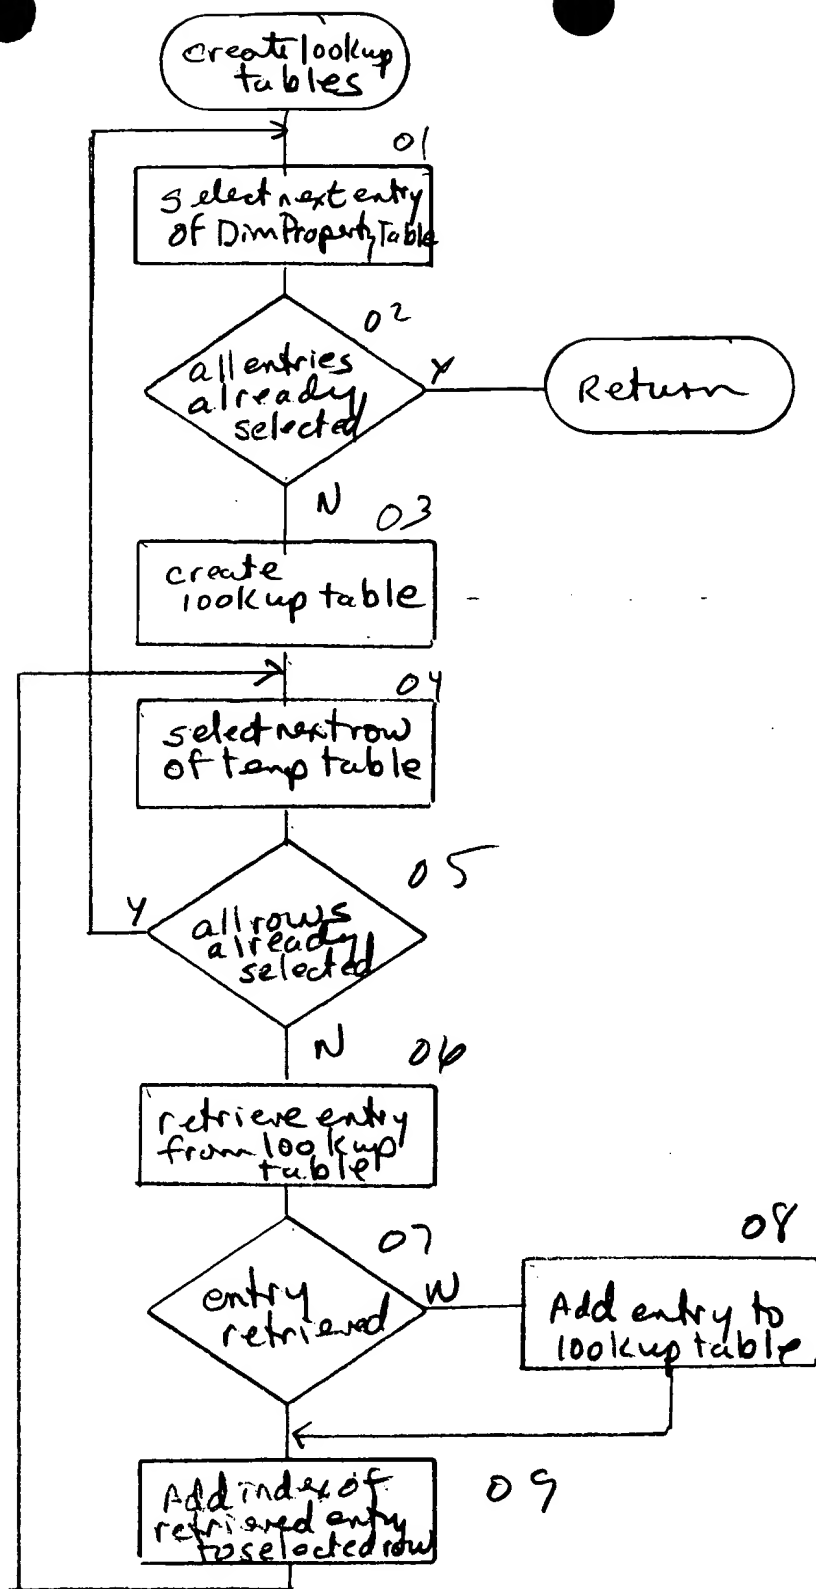 create lookup
tables
01
select next entry
of DimPropertyTable
02
all entries
already
selected
Y
Return
N
03
create
lookup table
04
select next row
of temp table
05
Y
all rows
already
selected
N
06
retrieve entry
from lookup
table
07
entry
retrieved
N
08
Add entry to
lookup table
09
Add index of
retrieved entry
to selected row